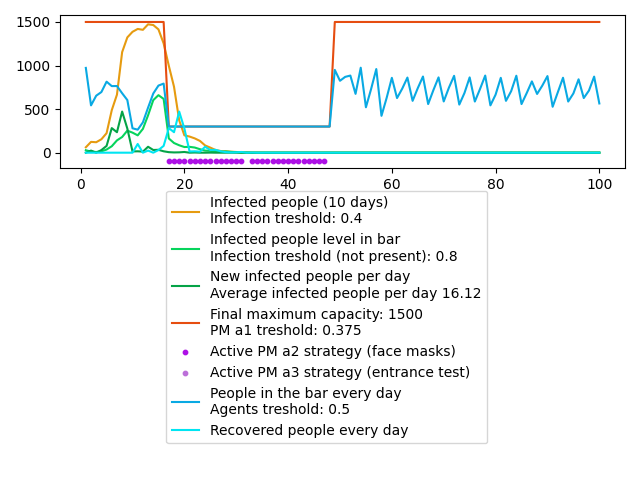 1500
1000
500
0
0
20
40
60
80
100
Infected people (10 days)
Infection treshold: 0.4
Infected people level in bar
Infection treshold (not present): 0.8
New infected people per day
Average infected people per day 16.12
Final maximum capacity: 1500
PM a1 treshold: 0.375
Active PM a2 strategy (face masks)
Active PM a3 strategy (entrance test)
People in the bar every day
Agents treshold: 0.5
Recovered people every day